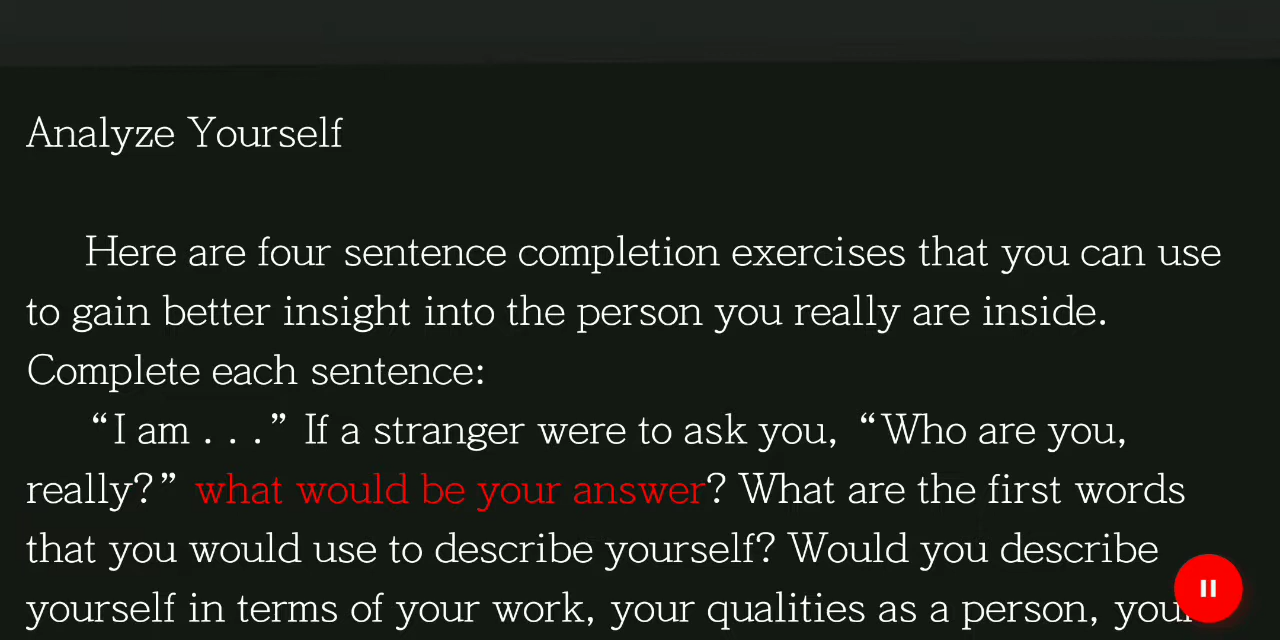 Analyze Yourself
Here are four sentence completion exercises that you can use
to gain better insight into the person you really are inside.
Complete each sentence:
“I am . . .” If a stranger were to ask you, “Who are you,
really?” what would be your answer? What are the first words
that you would use to describe yourself? Would you describe
yourself in terms of your work, your qualities as a person, your